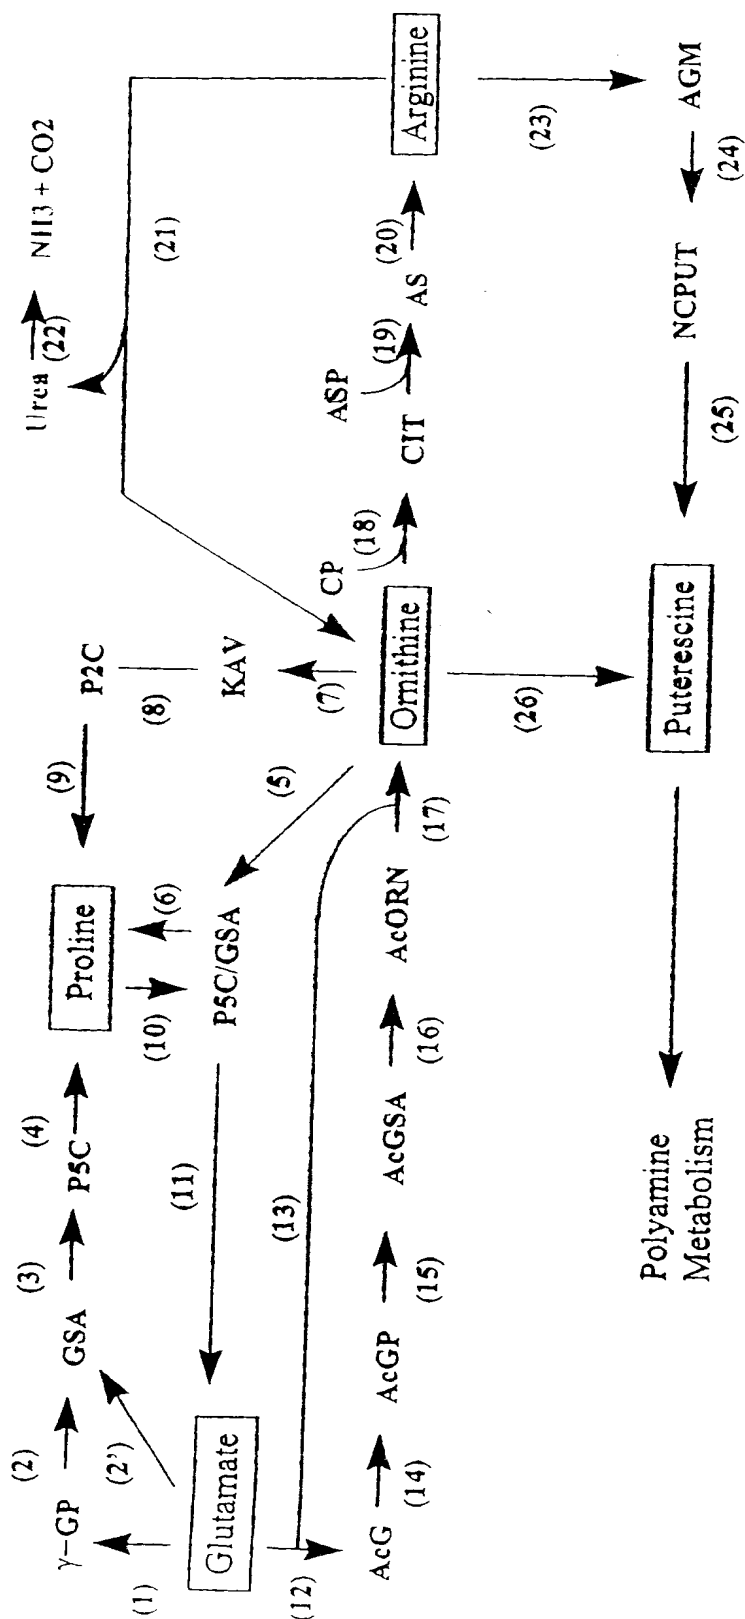 γ-GP
(2)
GSA
(3)
P5C
(4)
Proline
(9)
P2C
Urea
(22)
NH3 + CO2
(1)
(2')
(10)
(6)
(8)
(21)
Glutamate
(11)
P5C/GSA
(5)
KAV
(7)
(12)
(13)
CP
(18)
ASP
(19)
AcG
(14)
AcGP
(15)
AcGSA
(16)
AcORN
(17)
Ornithine
CIT
AS
(20)
Arginine
(26)
(23)
Polyamine
Metabolism
Puterescine
(25)
NCPUT
(24)
AGM